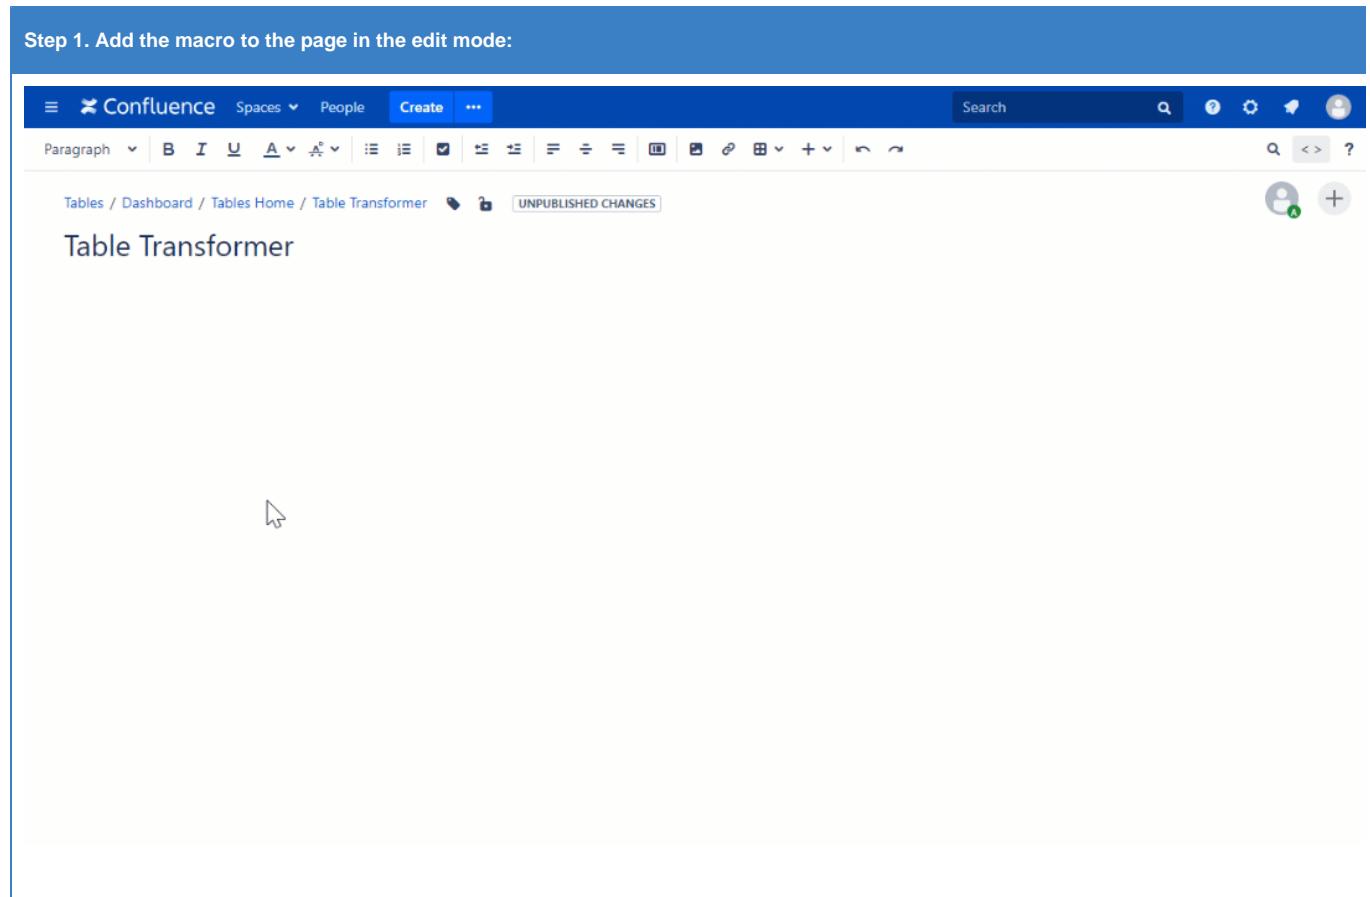 Step 1. Add the macro to the page in the edit mode:
Confluence Spaces People Create ••• Search
Paragraph B I U A < > ?
Tables / Dashboard / Tables Home / Table Transformer UNPUBLISHED CHANGES
A
Table Transformer